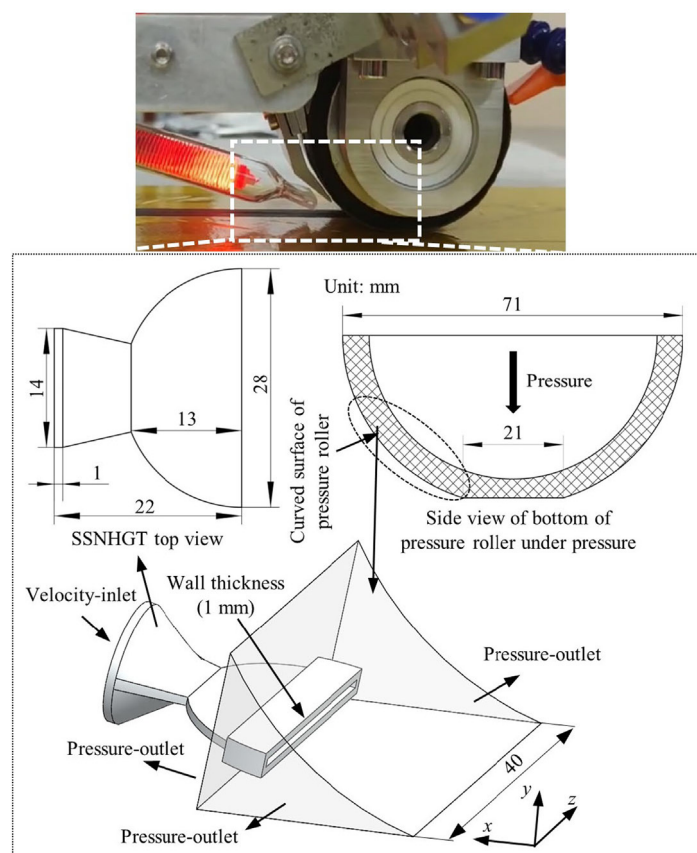 Unit: mm
71
14
13
28
1
22
SSNHGT top view
Curved surface of
pressure roller
Pressure
21
Side view of bottom of
pressure roller under pressure
Velocity-inlet
Wall thickness
(1 mm)
Pressure-outlet
Pressure-outlet
Pressure-outlet
40
x
y
z